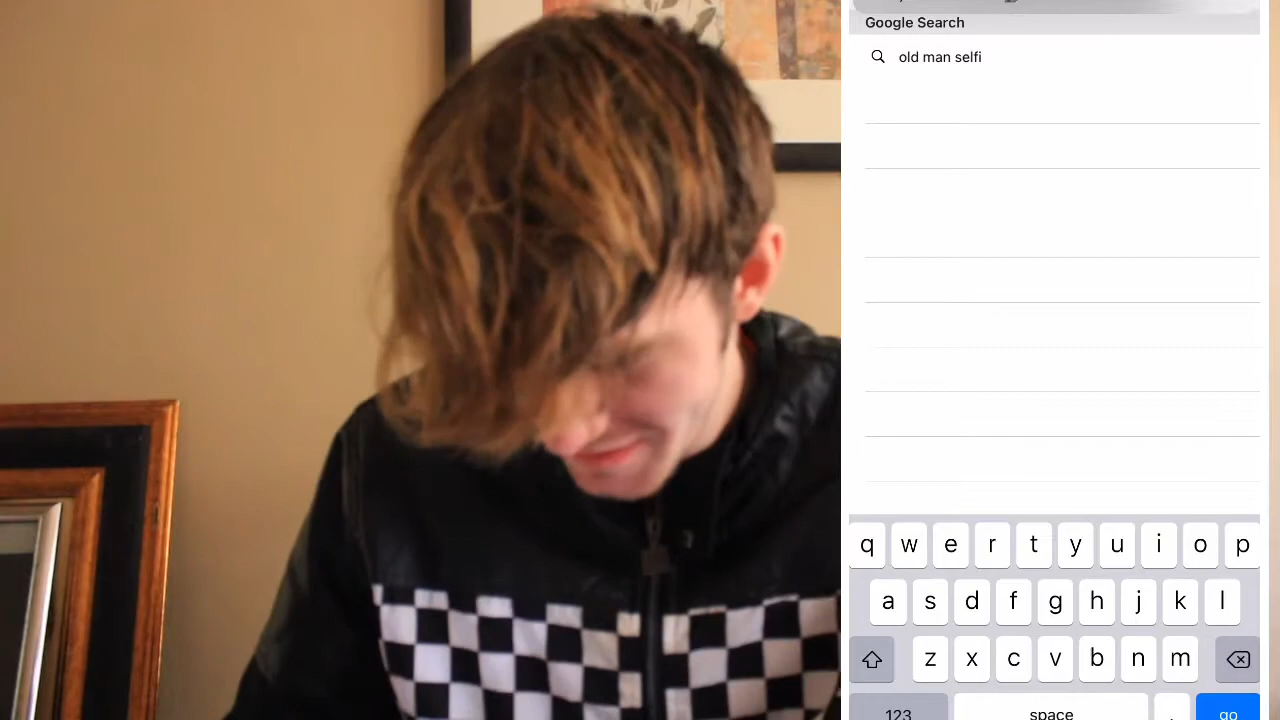 Google Search
old man selfi
q w e r t y u i o p
a s d f g h j k l
z x c v b n m
123 space . go